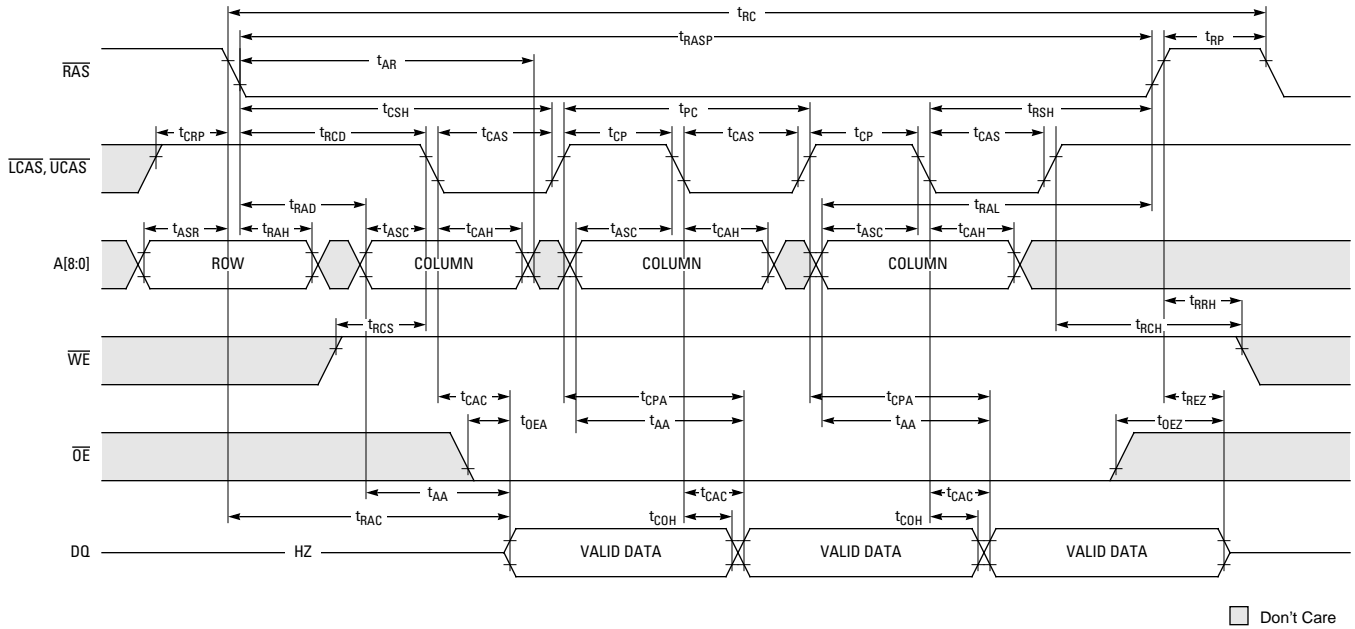 tRC
tRASP tRP
RAS tAR
tCSH tPC tRSH
tCRP tRCD tCAS tCP tCAS tCP tCAS
LCAS, UCAS
tRAD tRAL
tASR tRAH tASC tCAH tASC tCAH tASC tCAH
A[8:0] ROW COLUMN COLUMN COLUMN
tRRH
tRCS tRCH
WE
tCAC tCPA tCPA tREZ
tOEA tAA tAA tOEZ
OE
tAA tCAC tCAC
tRAC tCOH tCOH
DQ HZ VALID DATA VALID DATA VALID DATA
Don't Care